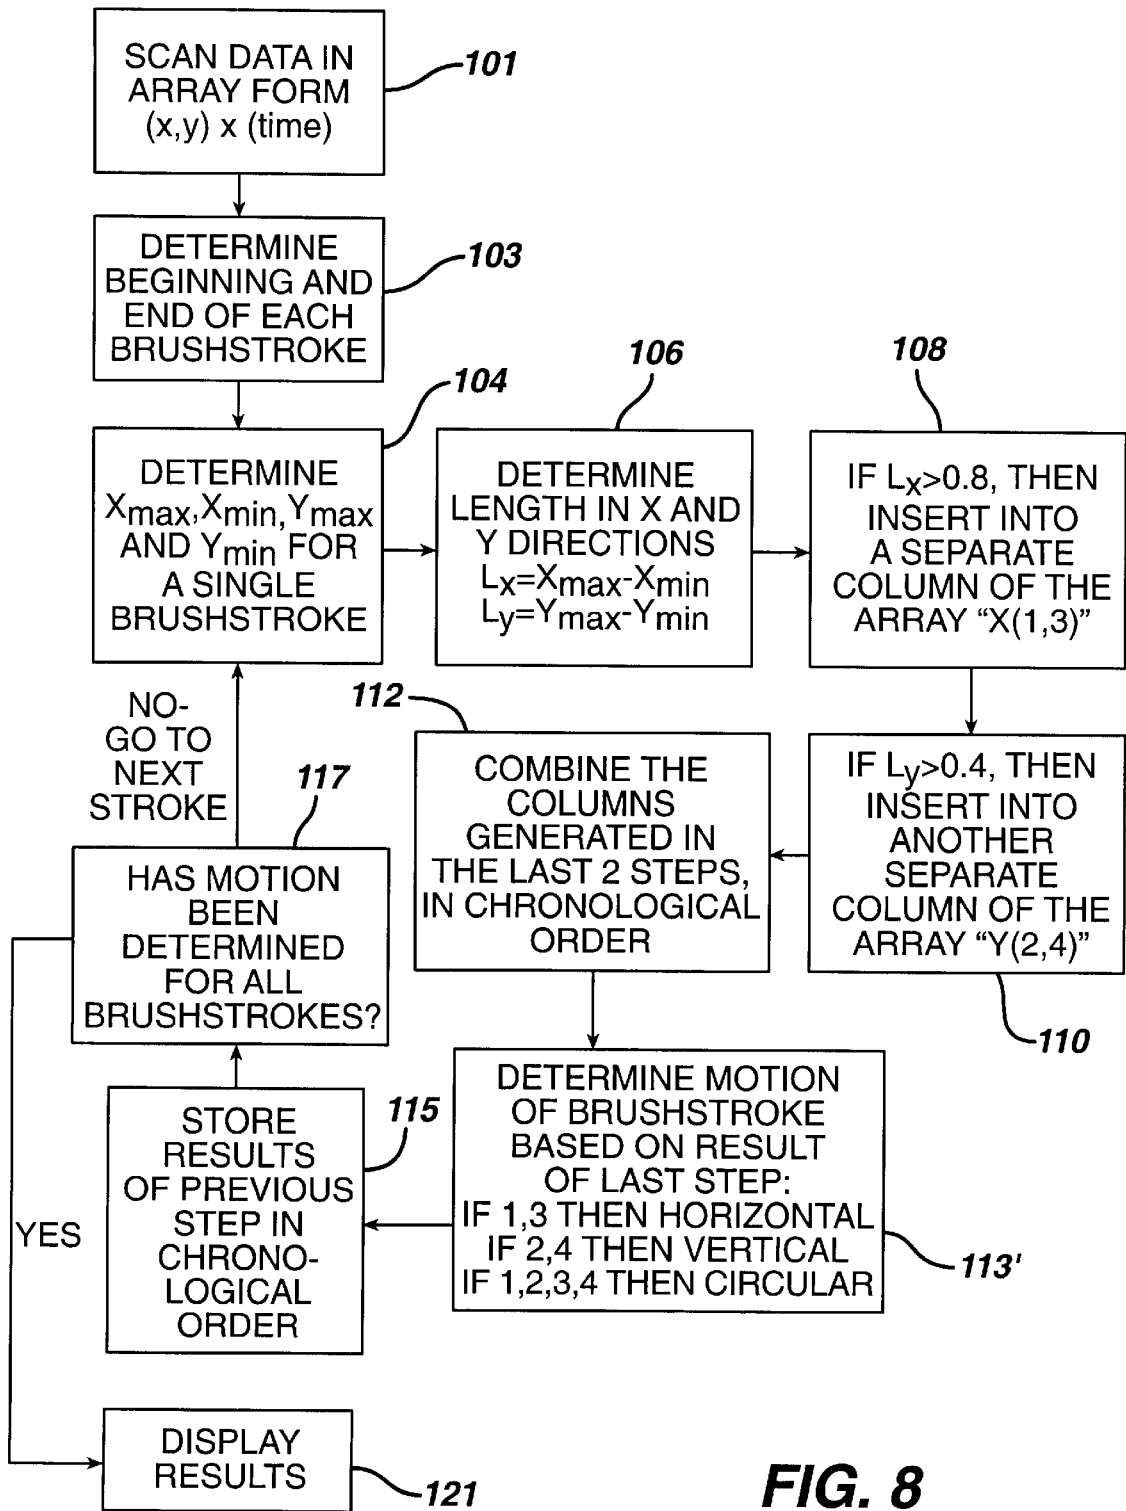 SCAN DATA IN
ARRAY FORM
(x,y) x (time)
101
DETERMINE
BEGINNING AND
END OF EACH
BRUSHSTROKE
103
104
DETERMINE
Xmax,Xmin,Ymax
AND Ymin FOR
A SINGLE
BRUSHSTROKE
106
DETERMINE
LENGTH IN X AND
Y DIRECTIONS
Lx=Xmax-Xmin
Ly=Ymax-Ymin
108
IF Lx>0.8, THEN
INSERT INTO
A SEPARATE
COLUMN OF THE
ARRAY “X(1,3)”
IF Ly>0.4, THEN
INSERT INTO
ANOTHER
SEPARATE
COLUMN OF THE
ARRAY “Y(2,4)”
110
112
COMBINE THE
COLUMNS
GENERATED IN
THE LAST 2 STEPS,
IN CHRONOLOGICAL
ORDER
DETERMINE MOTION
OF BRUSHSTROKE
BASED ON RESULT
OF LAST STEP:
IF 1,3 THEN HORIZONTAL
IF 2,4 THEN VERTICAL
IF 1,2,3,4 THEN CIRCULAR
113'
115
STORE
RESULTS
OF PREVIOUS
STEP IN
CHRONO-
LOGICAL
ORDER
117
HAS MOTION
BEEN
DETERMINED
FOR ALL
BRUSHSTROKES?
NO-
GO TO
NEXT
STROKE
YES
DISPLAY
RESULTS
121
FIG. 8